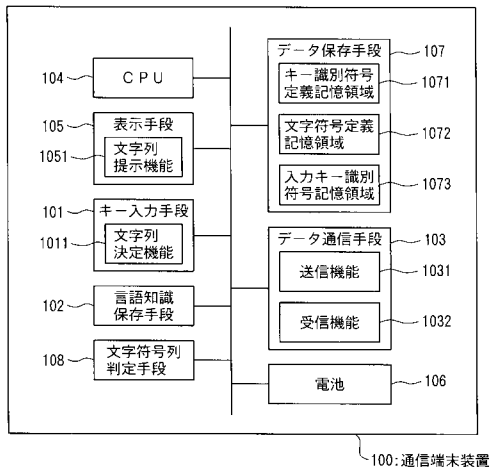 104
CPU
105
表示手段
1051
文字列
提示機能
101
キー入力手段
1011
文字列
決定機能
102
言語知識
保存手段
108
文字符号列
判定手段
データ保存手段
107
キー識別符号
定義記憶領域
1071
文字符号定義
記憶領域
1072
入力キー識別
符号記憶領域
1073
データ通信手段
103
送信機能
1031
受信機能
1032
電池
106
100:通信端末装置